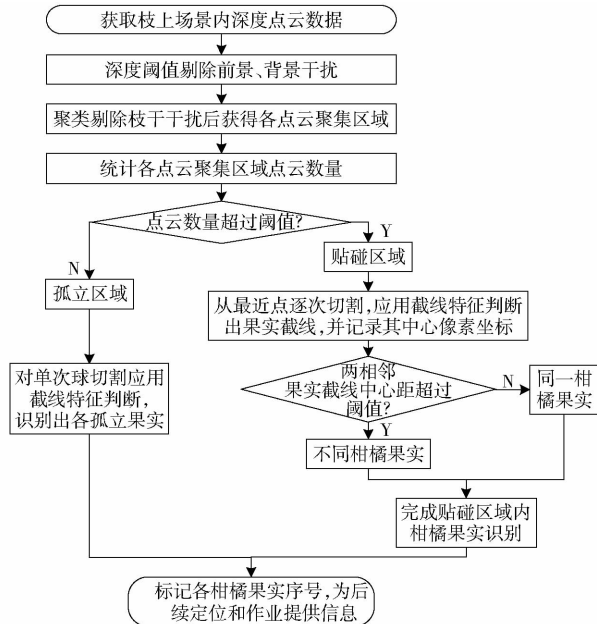 获取枝上场景内深度点云数据
深度阈值剔除前景、背景干扰
聚类剔除枝干干扰后获得各点云聚集区域
统计各点云聚集区域点云数量
点云数量超过阈值?
N
Y
孤立区域
贴碰区域
对单次球切割应用
截线特征判断,
识别出各孤立果实
从最近点逐次切割,应用截线特征判断
出果实截线,并记录其中心像素坐标
两相邻
果实截线中心距超过
阈值?
N
Y
同一柑
橘果实
不同柑橘果实
完成贴碰区域内
柑橘果实识别
标记各柑橘果实序号,为后
续定位和作业提供信息